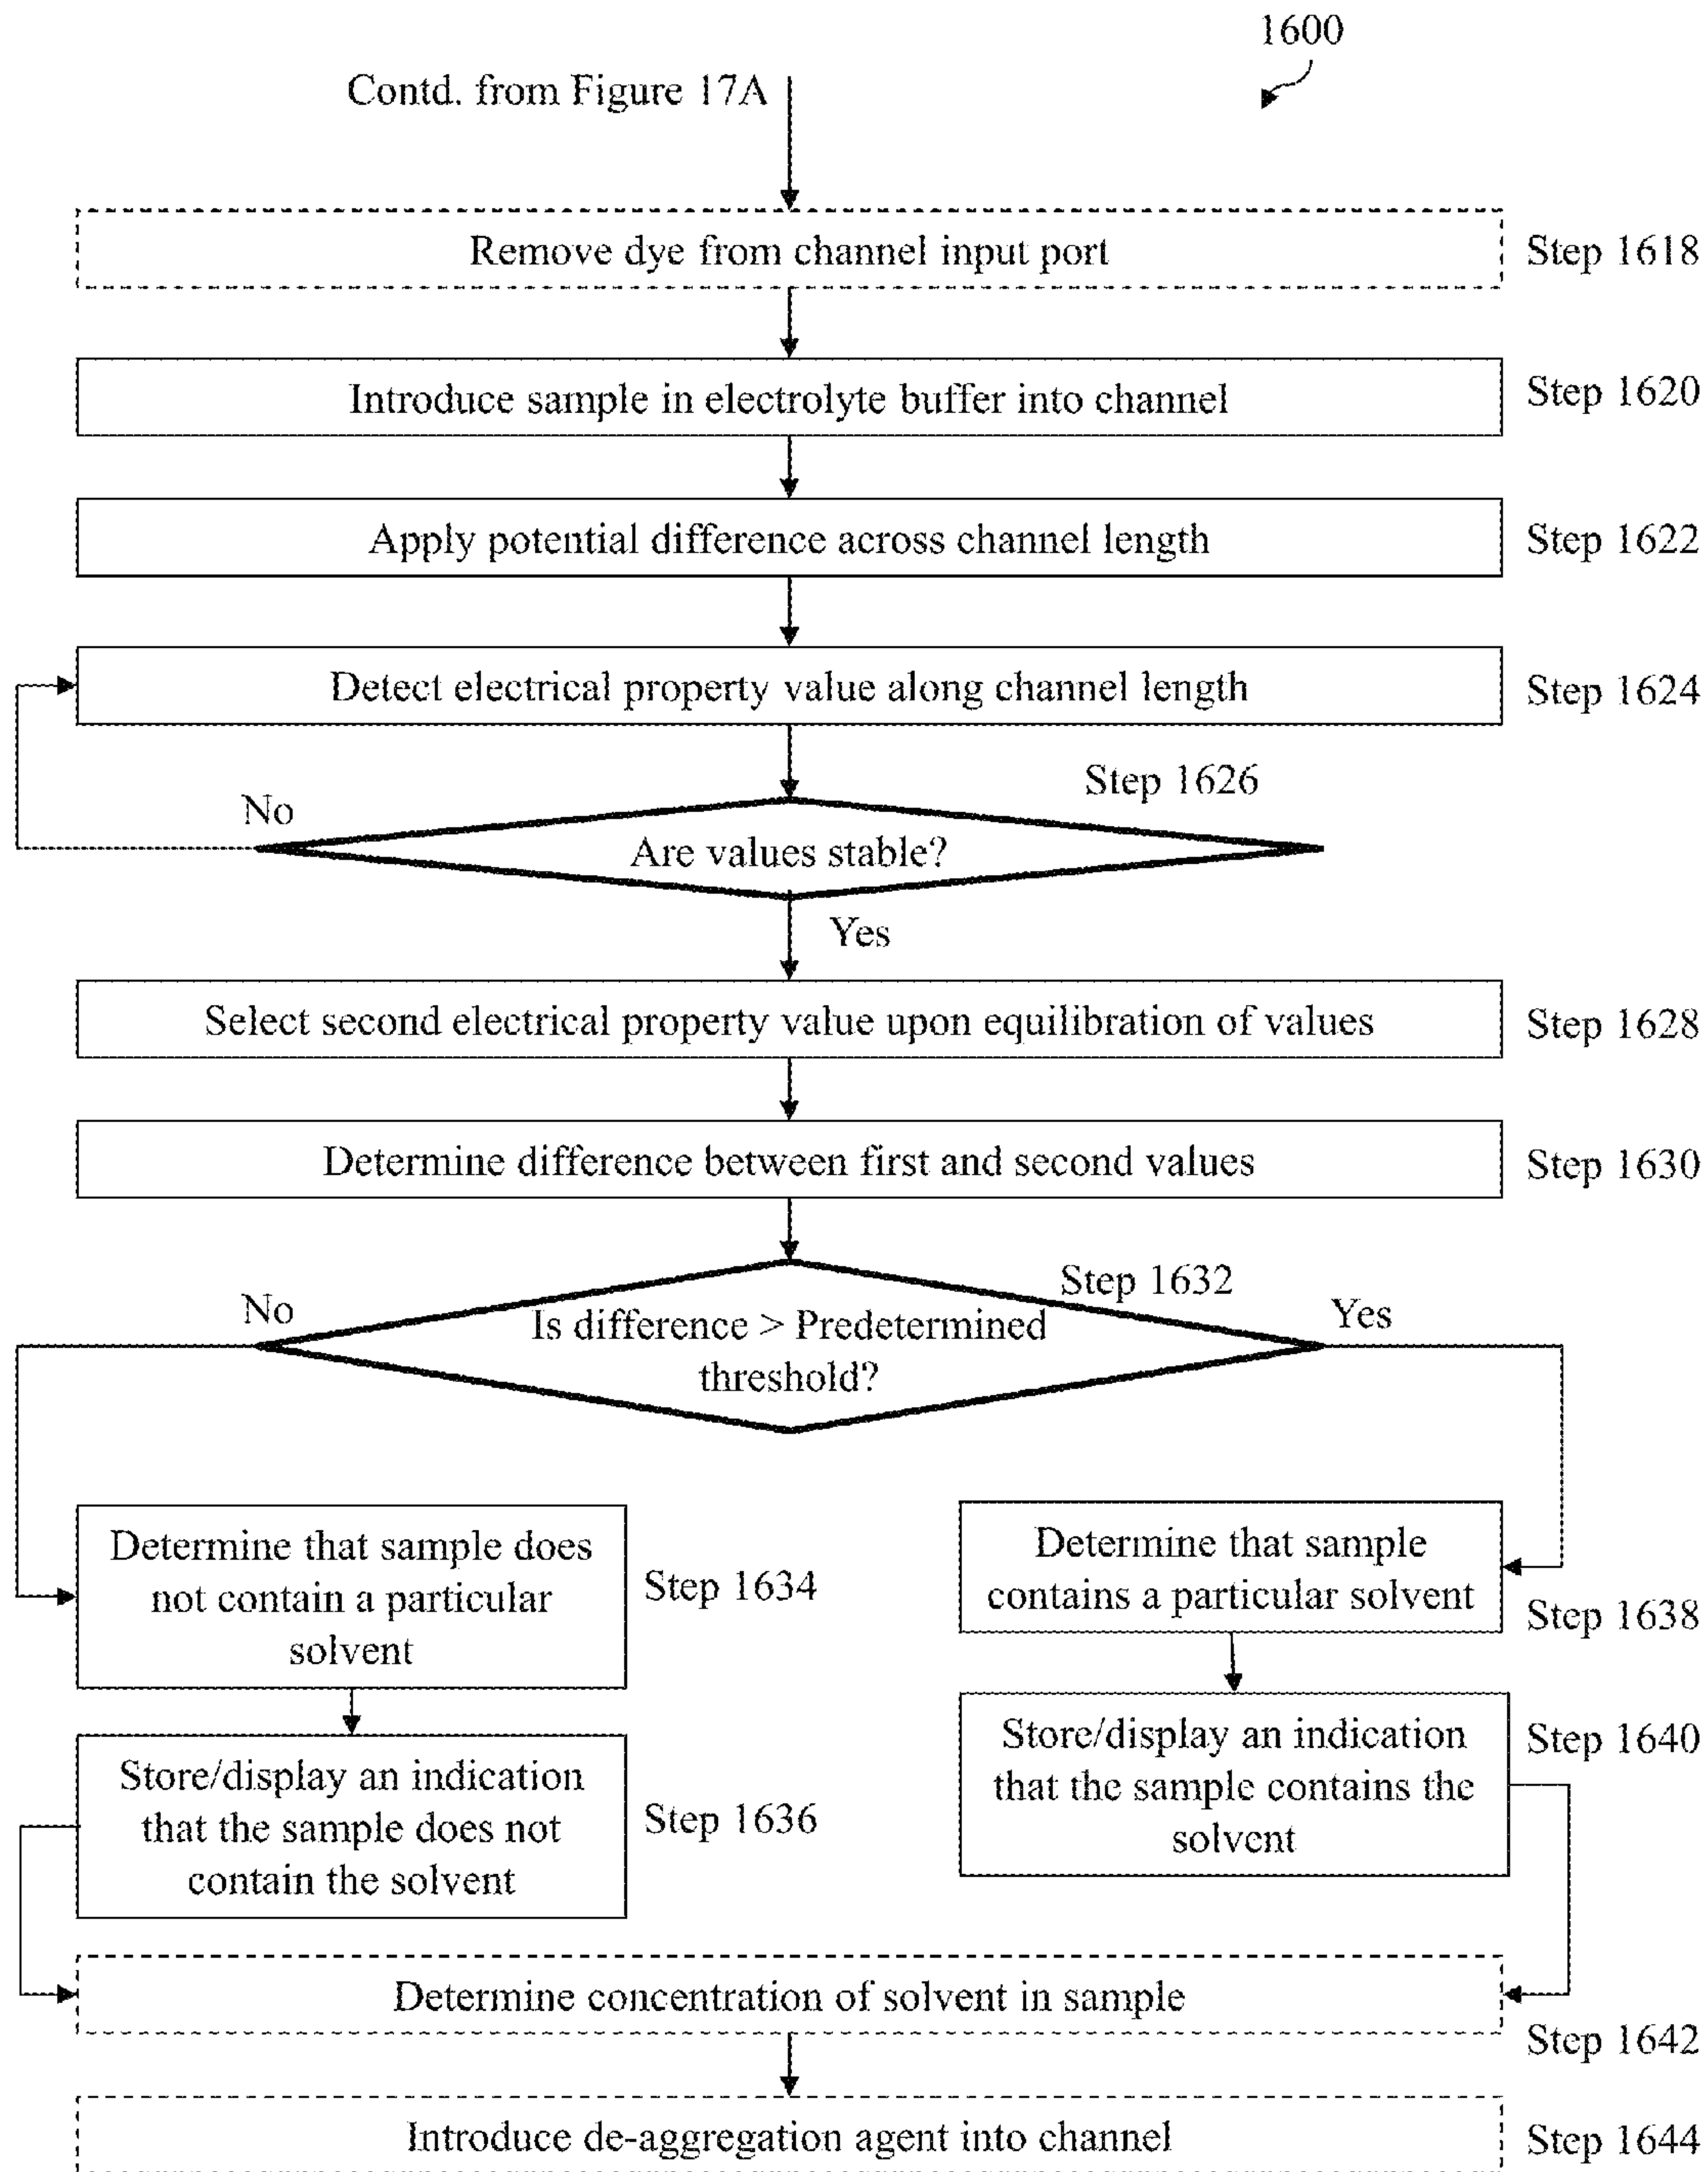 1600
Contd. from Figure 17A
Remove dye from channel input port
Step 1618
Introduce sample in electrolyte buffer into channel
Step 1620
Apply potential difference across channel length
Step 1622
Detect electrical property value along channel length
Step 1624
Step 1626
No
Are values stable?
Yes
Select second electrical property value upon equilibration of values
Step 1628
Determine difference between first and second values
Step 1630
Step 1632
No
Yes
Is difference > Predetermined
threshold?
Determine that sample does
not contain a particular
solvent
Step 1634
Determine that sample
contains a particular solvent
Step 1638
Store/display an indication
that the sample does not
contain the solvent
Step 1636
Store/display an indication
that the sample contains the
solvent
Step 1640
Determine concentration of solvent in sample
Step 1642
Introduce de-aggregation agent into channel
Step 1644